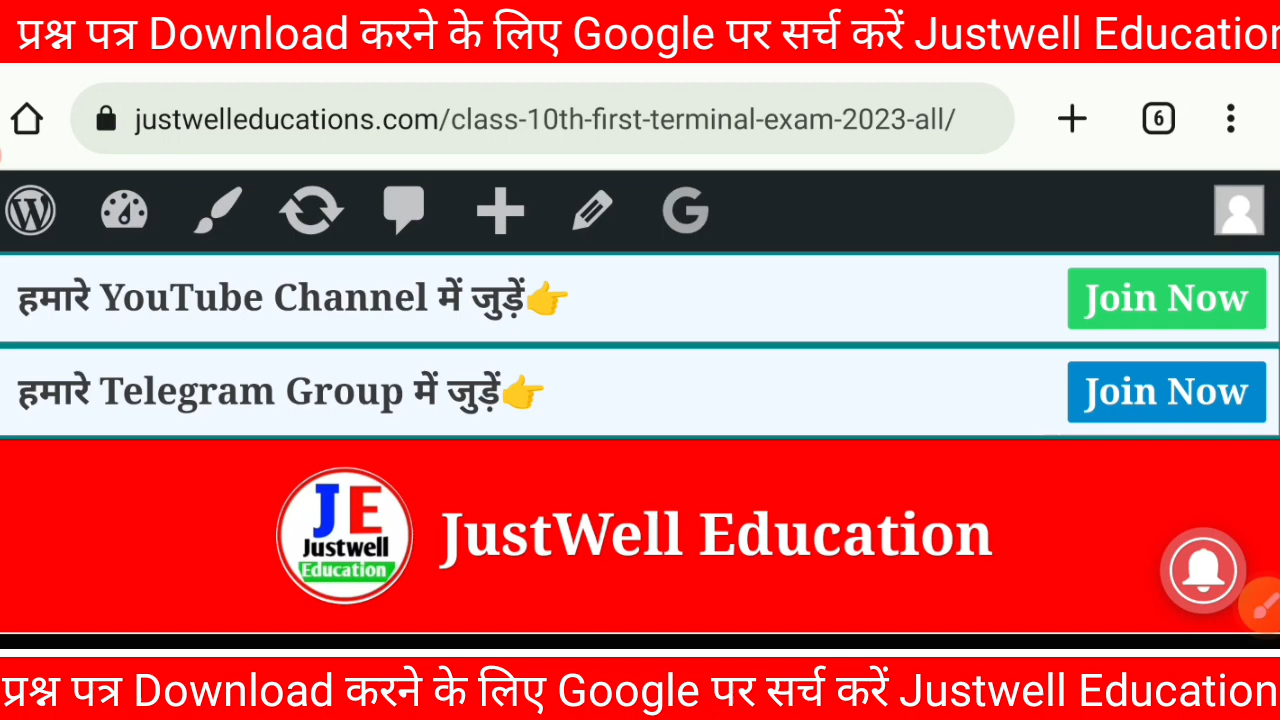 प्रश्न पत्र Download करने के लिए Google पर सर्च करें Justwell Education
justwelleducations.com/class-10th-first-terminal-exam-2023-all/
6
हमारे YouTube Channel में जुड़ें👉 Join Now
हमारे Telegram Group में जुड़ें👉 Join Now
JE
Justwell
Education
JustWell Education
प्रश्न पत्र Download करने के लिए Google पर सर्च करें Justwell Education